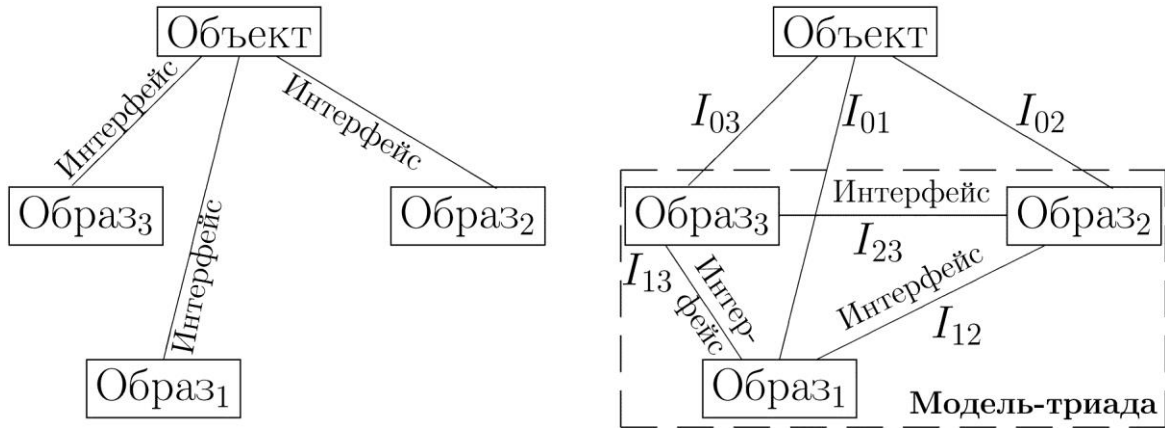 Объект
Интерфейс
Интерфейс
Образ₃
Образ₂
Интерфейс
Образ₁
Объект
I₀₃
I₀₁
I₀₂
Образ₃
Интерфейс
Образ₂
I₂₃
I₁₃
Интер-
фейс
Интерфейс
I₁₂
Образ₁
Модель-триада